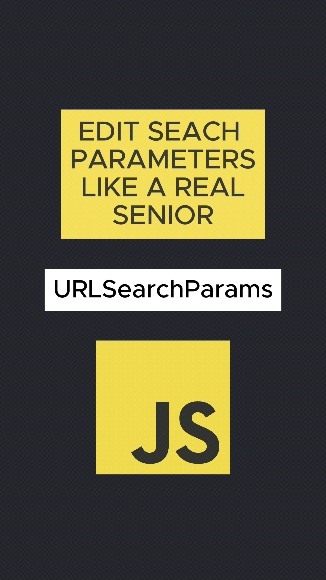 EDIT SEACH
PARAMETERS
LIKE A REAL
SENIOR
URLSearchParams
JS